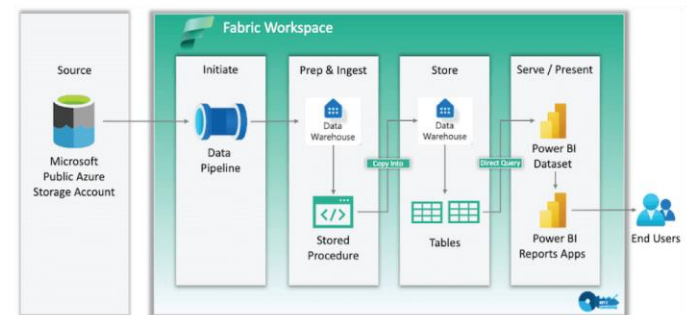 Fabric Workspace
Source
Initiate
Prep & Ingest
Store
Serve / Present
Microsoft
Public Azure
Storage Account
Data
Pipeline
Data
Warehouse
Copy Into
Stored
Procedure
Data
Warehouse
Direct Query
Tables
Power BI
Dataset
Power BI
Reports Apps
End Users